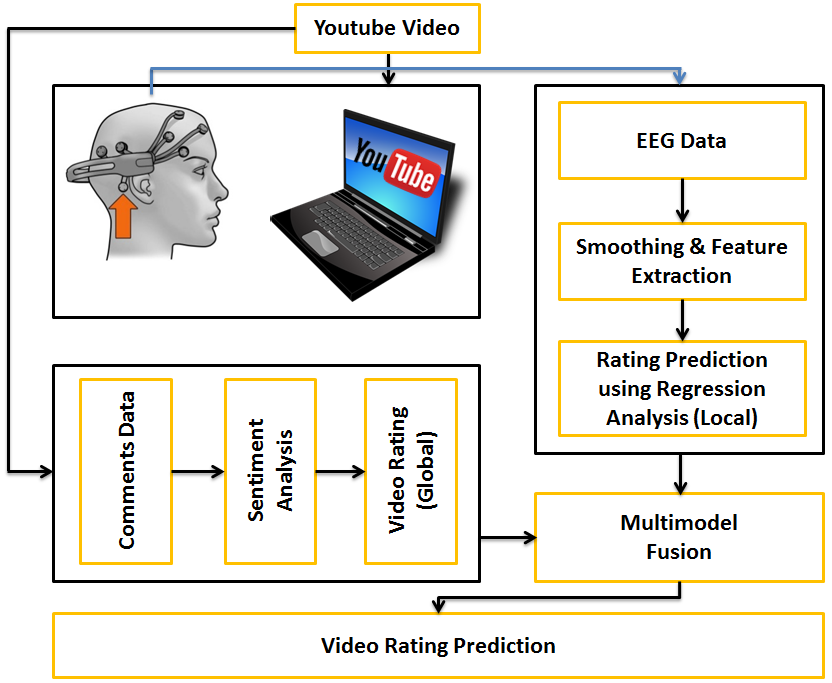 Youtube Video
YouTube
EEG Data
Smoothing & Feature
Extraction
Rating Prediction
using Regression
Analysis (Local)
Comments Data
Sentiment
Analysis
Video Rating
(Global)
Multimodel
Fusion
Video Rating Prediction